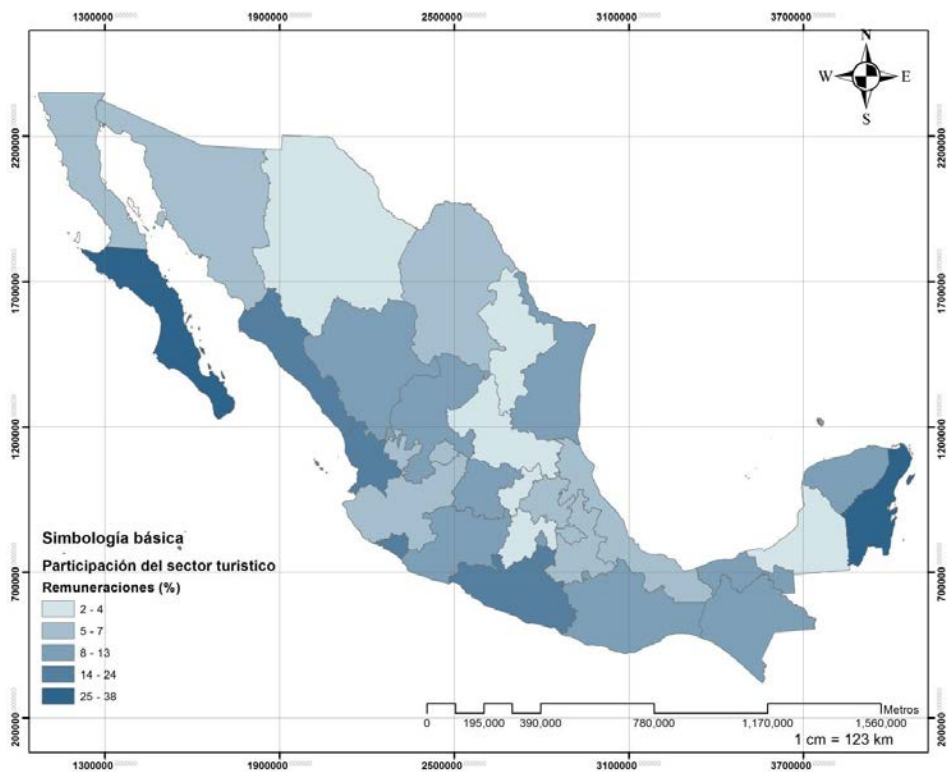 1300000 1900000 2500000 3100000 3700000
N
W E
S
2200000 2200000
1700000 1700000
1200000 1200000
700000 700000
200000 200000
Simbología básica
Participación del sector turistico
Remuneraciones (%)
2 - 4
5 - 7
8 - 13
14 - 24
25 - 38
Metros
0 195,000 390,000 780,000 1,170,000 1,560,000
1 cm = 123 km
1300000 1900000 2500000 3100000 3700000